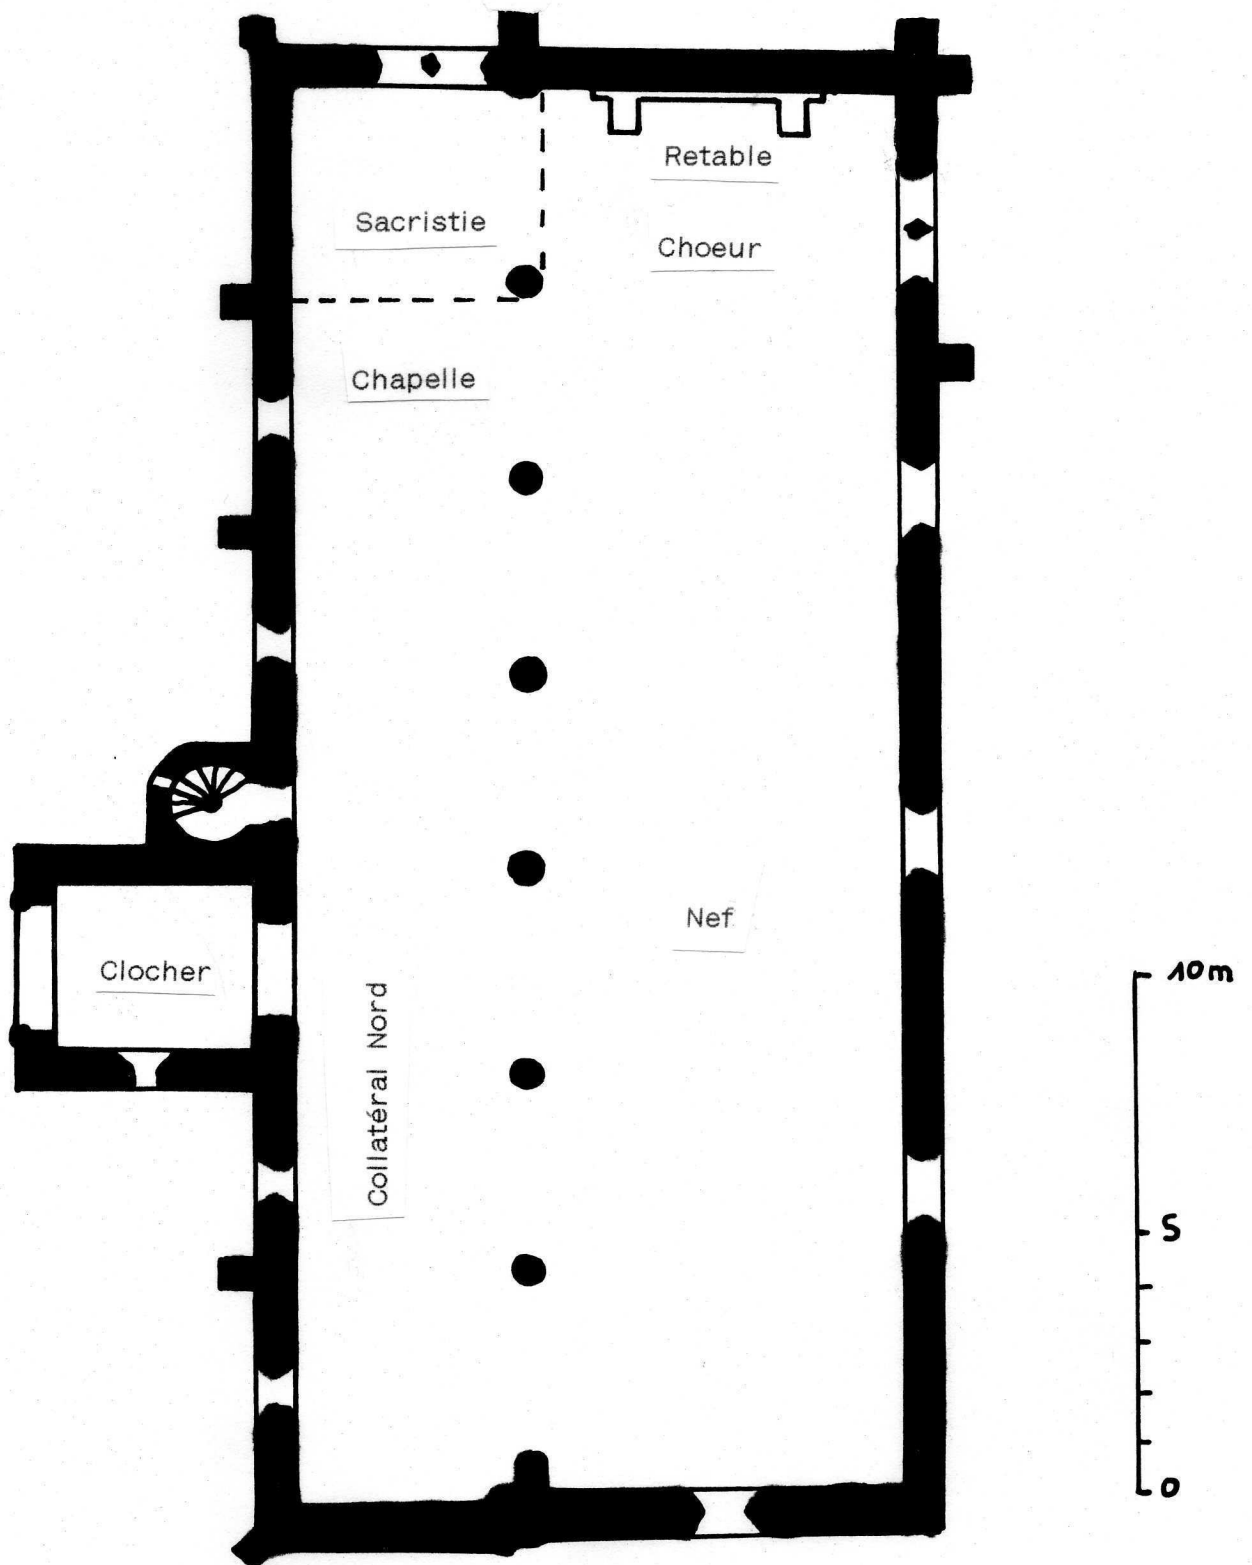 Retable
Sacristie
Choeur
Chapelle
Nef
Clocher
Collatéral Nord
10m
5
0